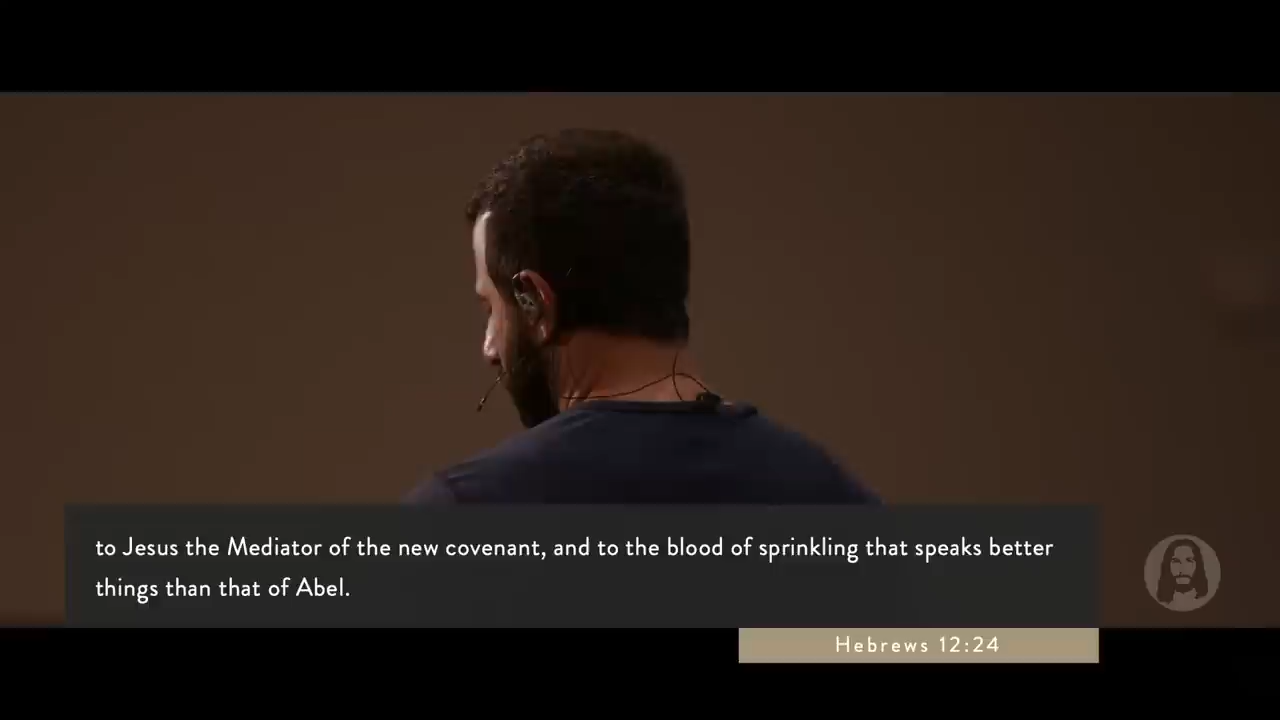 to Jesus the Mediator of the new covenant, and to the blood of sprinkling that speaks better
things than that of Abel.
Hebrews 12:24